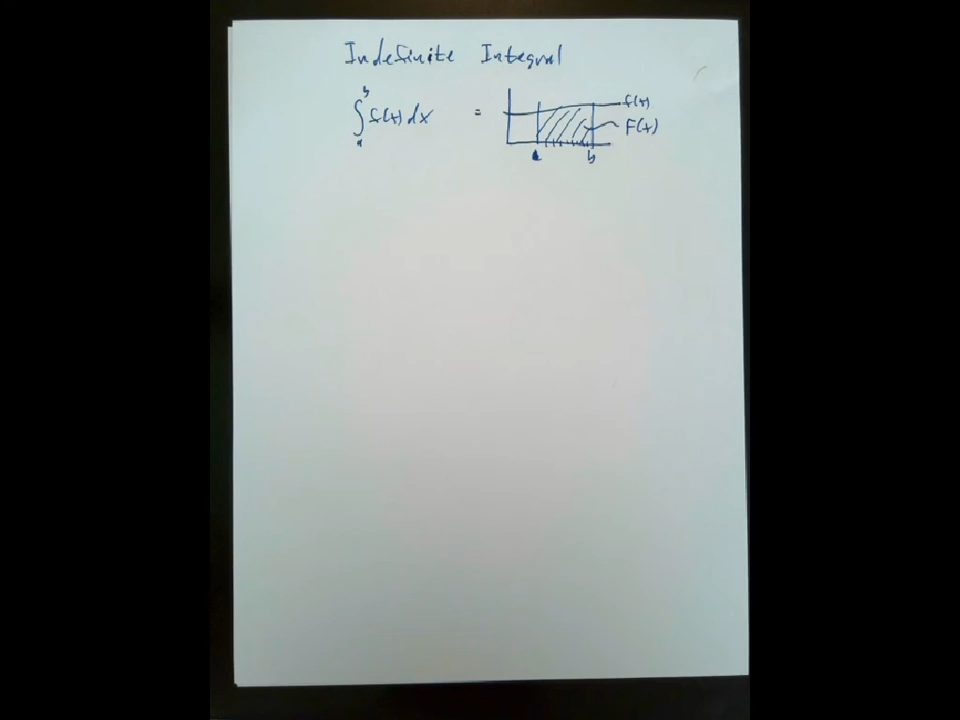 Indefinite Integral
∫ₐᵇ f(x) dx =
f(x)
F(x)
a b